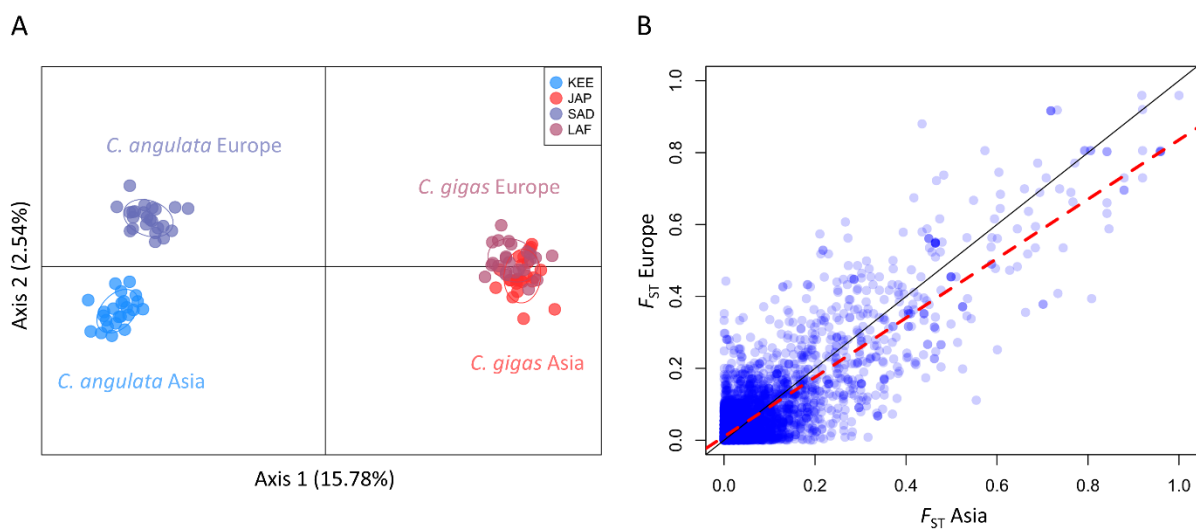 A
B
KEE
JAP
SAD
LAF
C. angulata Europe
C. gigas Europe
C. angulata Asia
C. gigas Asia
Axis 2 (2.54%)
Axis 1 (15.78%)
FST Europe
1.0
0.8
0.6
0.4
0.2
0.0
0.0 0.2 0.4 0.6 0.8 1.0
FST Asia